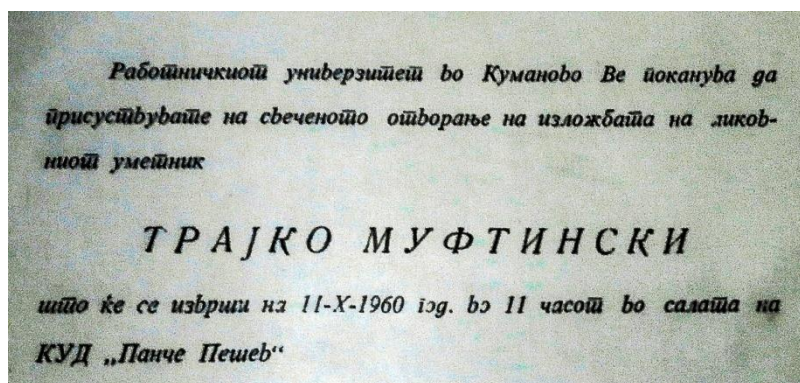 Работничкиот универзитет во Куманово Ве поканува да
присуствувате на свеченото отворање на изложбата на ликов-
ниот уметник
ТРАЈКО МУФТИНСКИ
што ќе се изврши на 11-X-1960 год. во 11 часот во салата на
КУД „Панче Пешев“